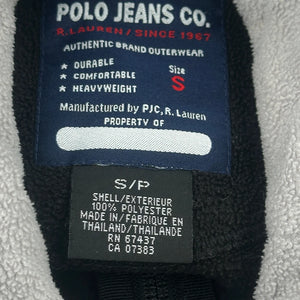 POLO JEANS CO.
R. LAUREN / SINCE 1967
AUTHENTIC BRAND OUTERWEAR
★ DURABLE
★ COMFORTABLE
★ HEAVYWEIGHT
Size
S
Manufactured by PJC, R. Lauren
PROPERTY OF
S/P
SHELL/EXTERIEUR
100% POLYESTER
MADE IN/FABRIQUE EN
THAILAND/THAILANDE
RN 67437
CA 07383